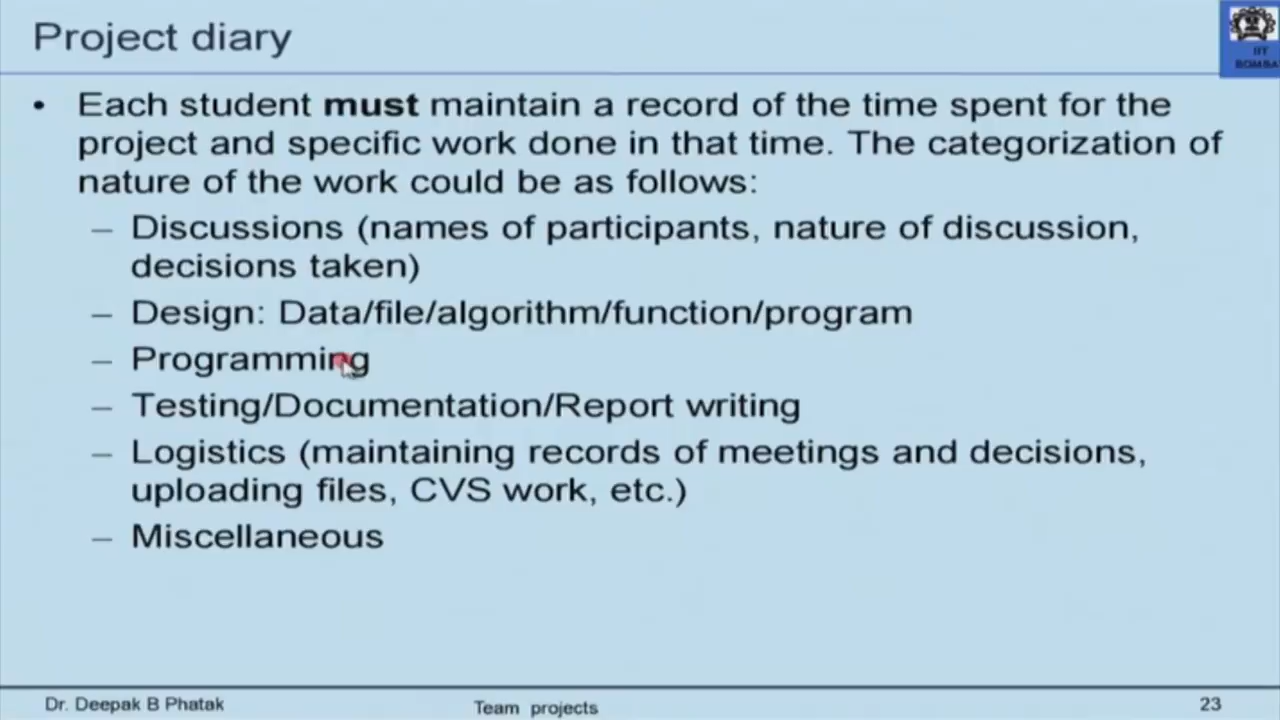 Project diary
IIT
BOMBA
• Each student must maintain a record of the time spent for the
project and specific work done in that time. The categorization of
nature of the work could be as follows:
– Discussions (names of participants, nature of discussion,
decisions taken)
– Design: Data/file/algorithm/function/program
– Programming
– Testing/Documentation/Report writing
– Logistics (maintaining records of meetings and decisions,
uploading files, CVS work, etc.)
– Miscellaneous
Dr. Deepak B Phatak
Team projects
23